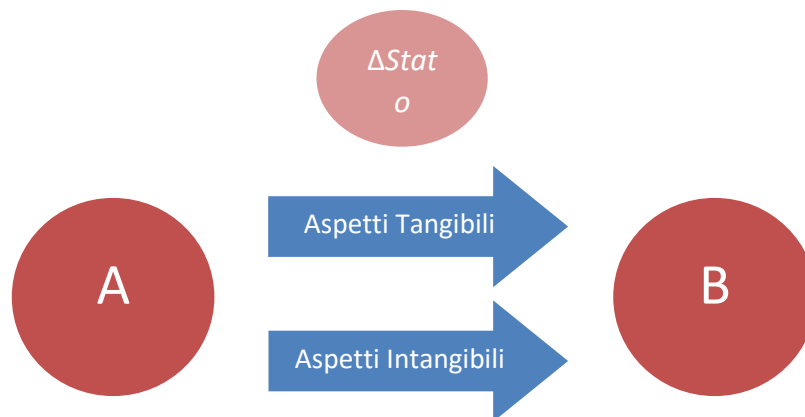 ΔStat
o
Aspetti Tangibili
A
B
Aspetti Intangibili